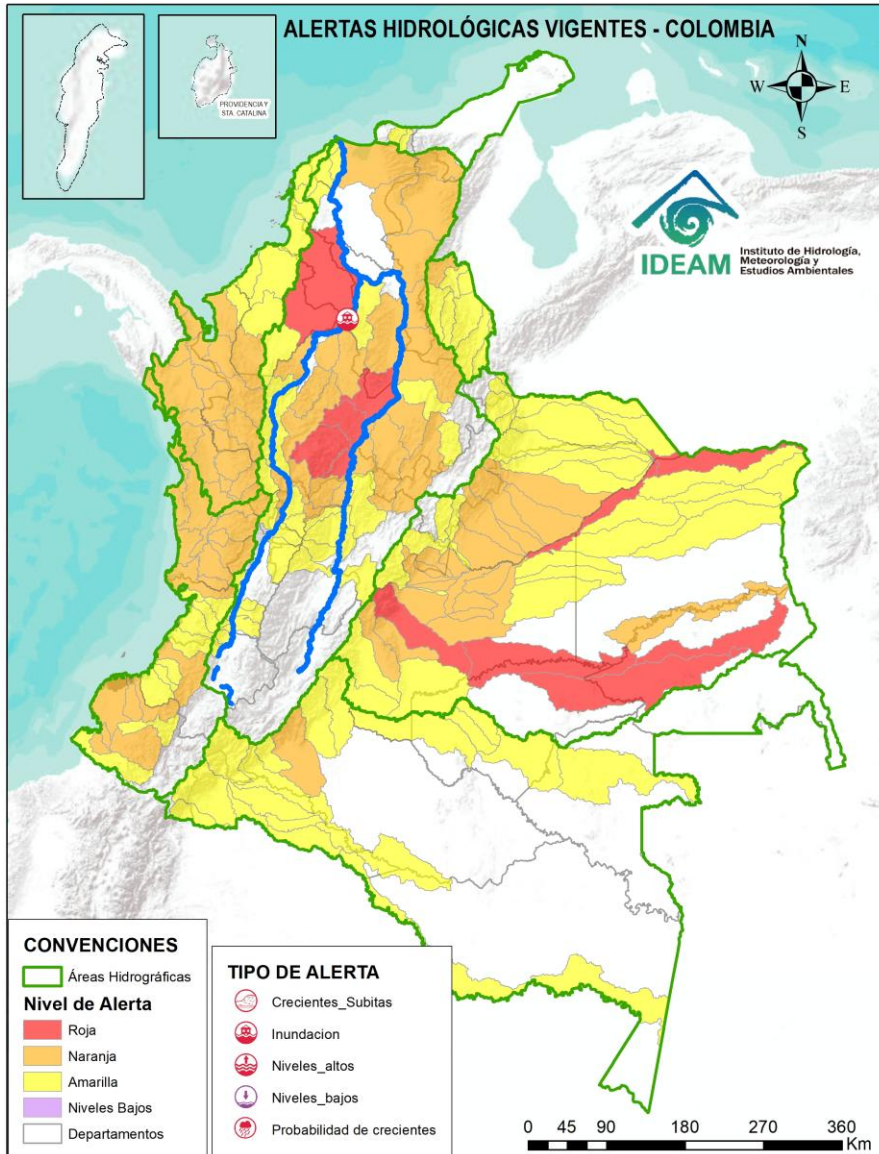 ALERTAS HIDROLÓGICAS VIGENTES - COLOMBIA
PROVIDENCIA Y
STA. CATALINA
N
W
E
S
IDEAM
Instituto de Hidrología,
Meteorología y
Estudios Ambientales
CONVENCIONES
Áreas Hidrográficas
Nivel de Alerta
Roja
Naranja
Amarilla
Niveles Bajos
Departamentos
TIPO DE ALERTA
Crecientes_Subitas
Inundacion
Niveles_altos
Niveles_bajos
Probabilidad de crecientes
0 45 90 180 270 360
Km